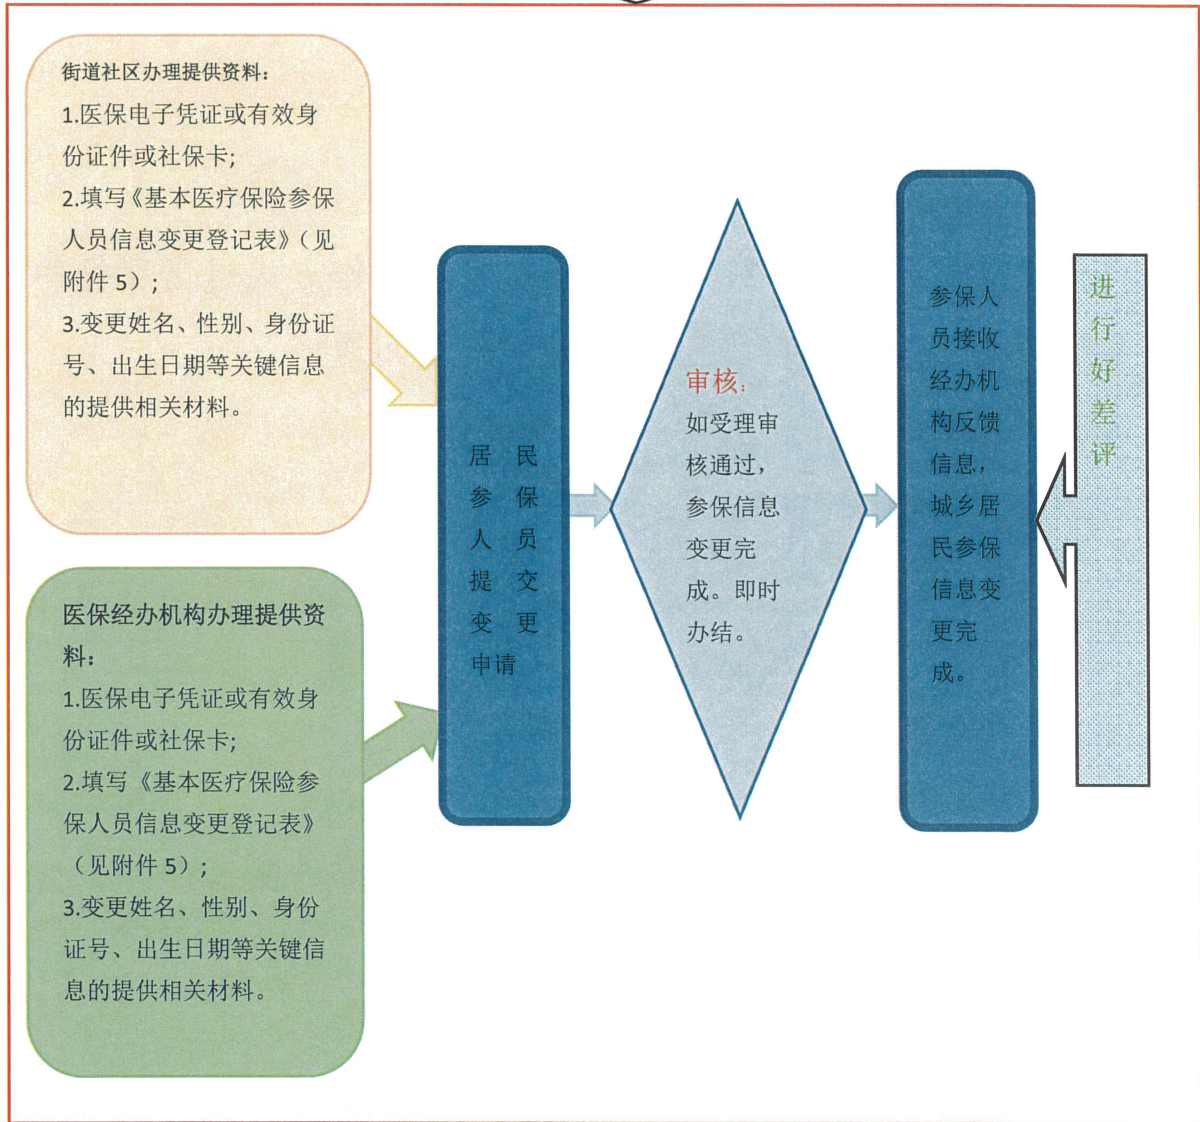 街道社区办理提供资料：
1.医保电子凭证或有效身
份证件或社保卡;
2.填写《基本医疗保险参保
人员信息变更登记表》（见
附件 5）;
3.变更姓名、性别、身份证
号、出生日期等关键信息
的提供相关材料。
医保经办机构办理提供资
料：
1.医保电子凭证或有效身
份证件或社保卡;
2.填写《基本医疗保险参
保人员信息变更登记表》
（见附件 5）;
3.变更姓名、性别、身份
证号、出生日期等关键信
息的提供相关材料。
居 民
参 保
人 员
提 交
变 更
申请
审核：
如受理审
核通过，
参保信息
变更完
成。即时
办结。
参保人
员接收
经办机
构反馈
信息，
城乡居
民参保
信息变
更完
成。
进
行
好
差
评